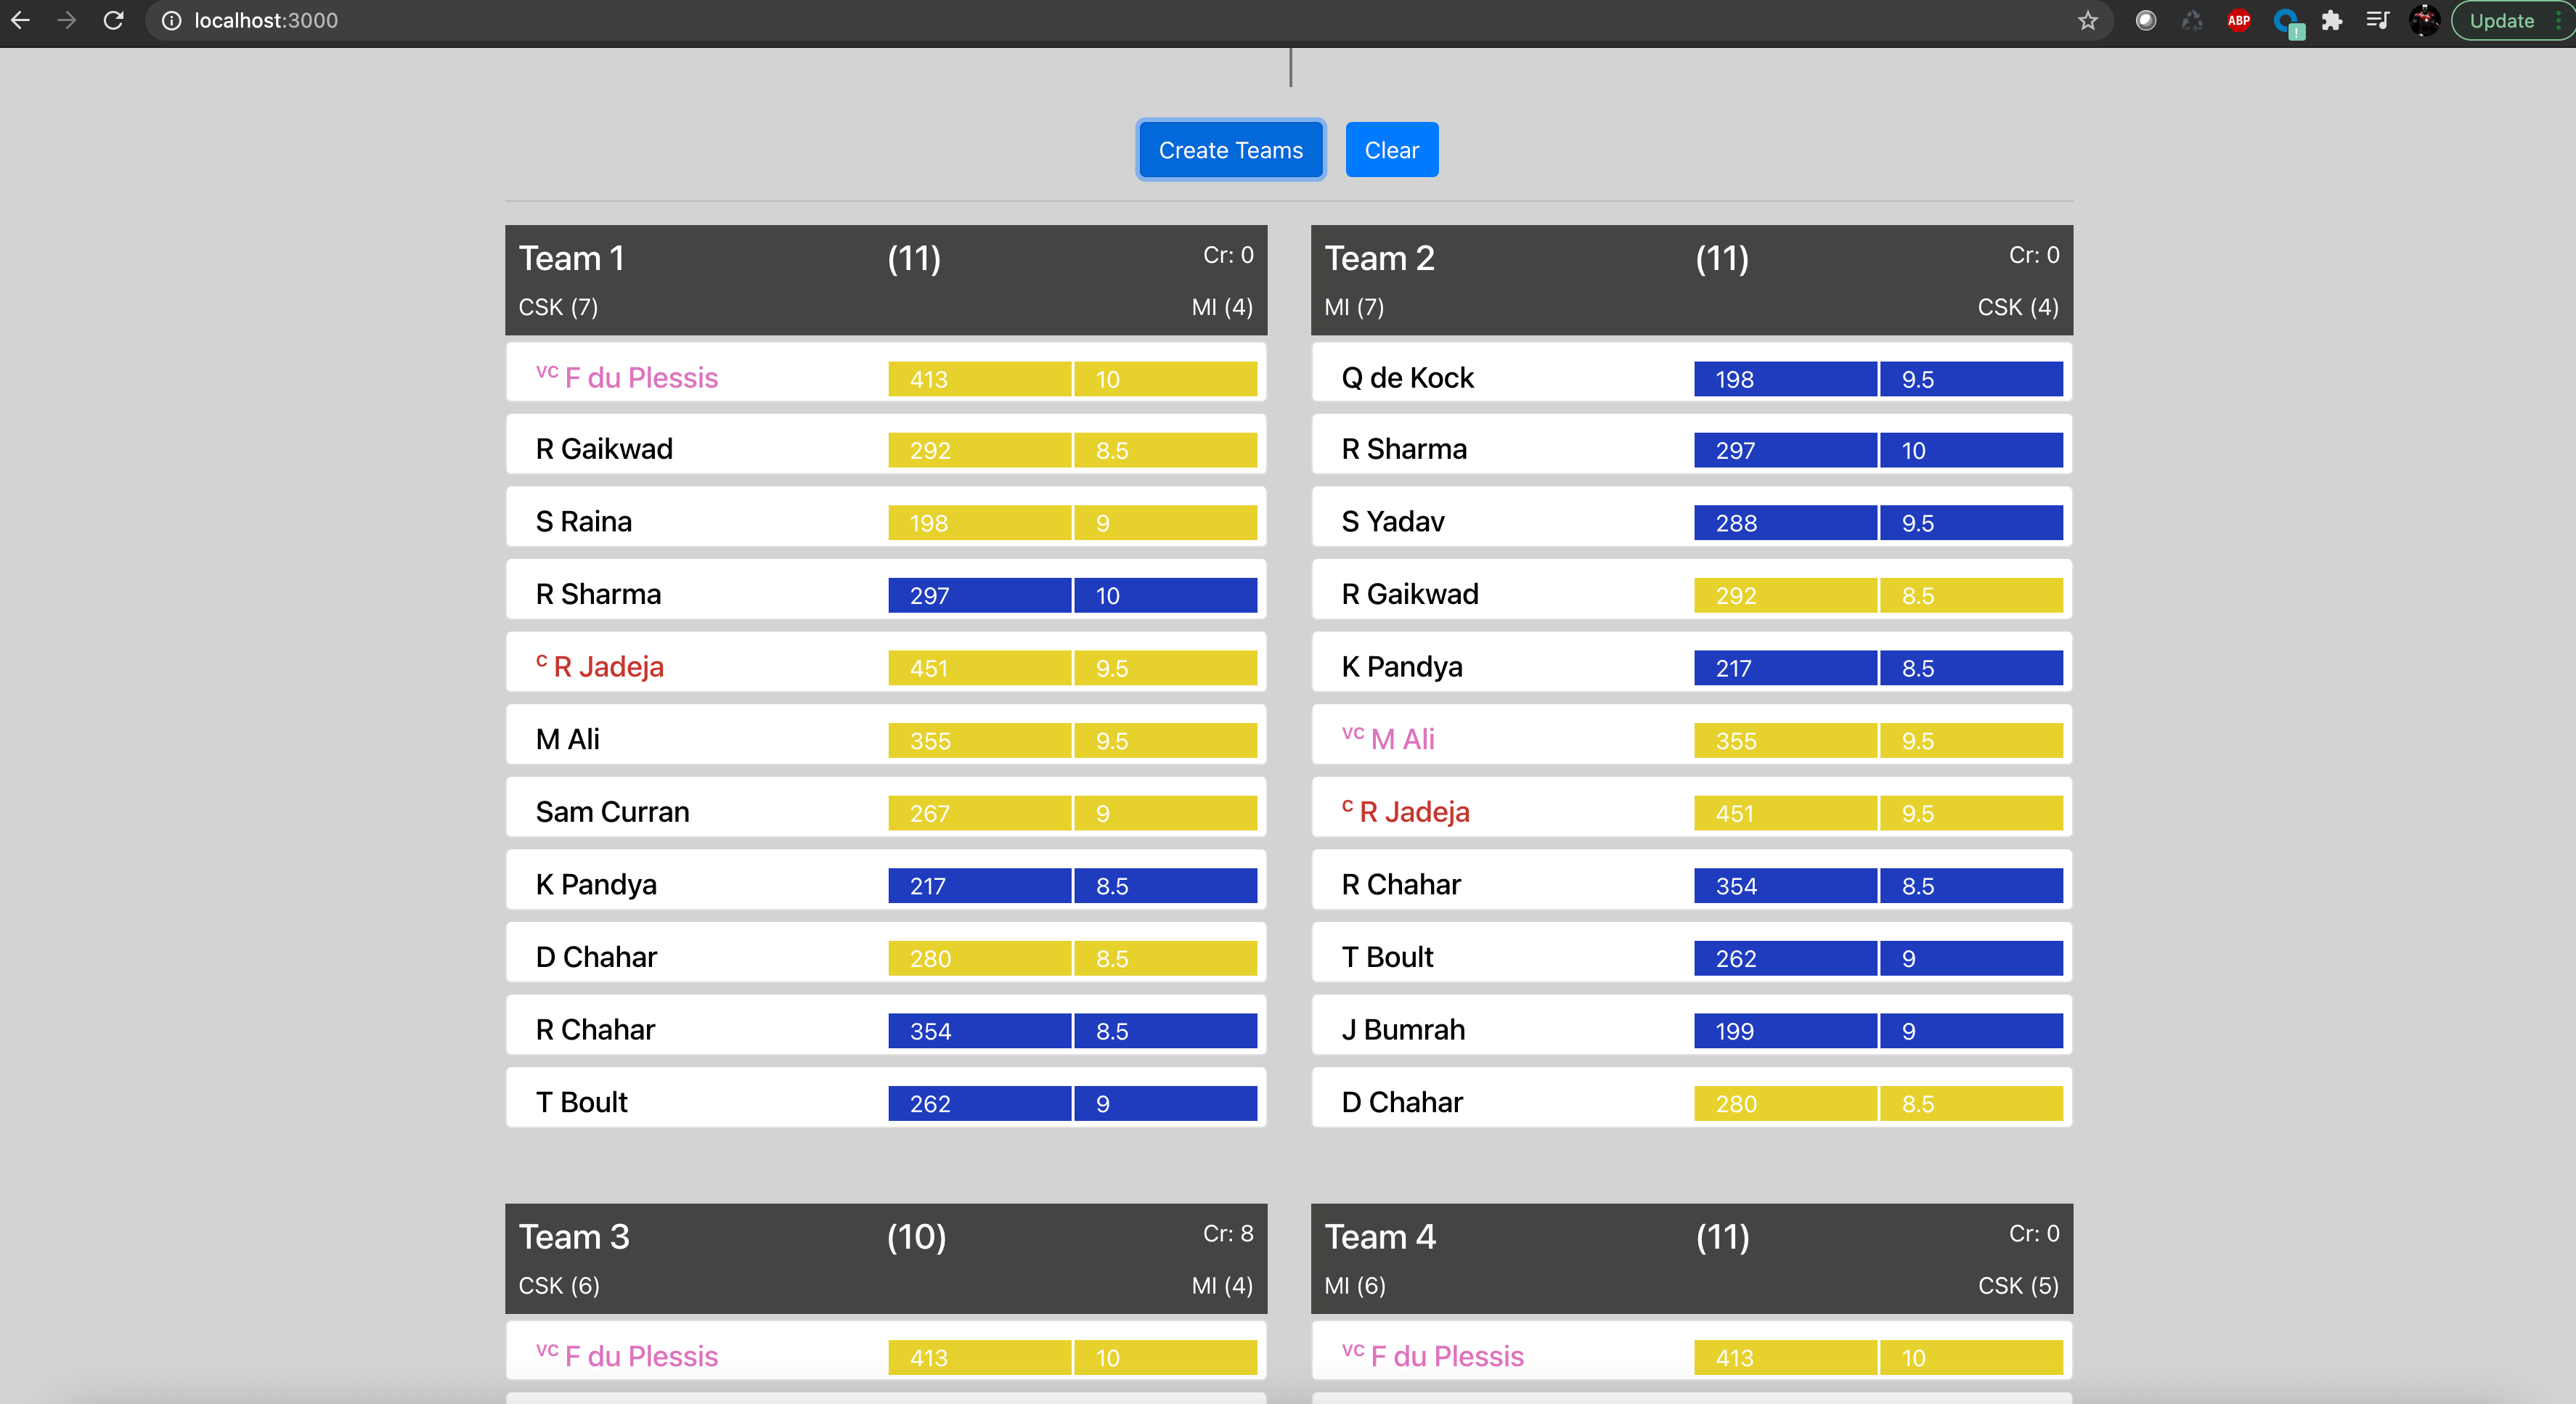 localhost:3000
ABP
Update
Create Teams
Clear
Team 1 (11) Cr: 0
CSK (7) MI (4)
VC F du Plessis 413 10
R Gaikwad 292 8.5
S Raina 198 9
R Sharma 297 10
C R Jadeja 451 9.5
M Ali 355 9.5
Sam Curran 267 9
K Pandya 217 8.5
D Chahar 280 8.5
R Chahar 354 8.5
T Boult 262 9
Team 2 (11) Cr: 0
MI (7) CSK (4)
Q de Kock 198 9.5
R Sharma 297 10
S Yadav 288 9.5
R Gaikwad 292 8.5
K Pandya 217 8.5
VC M Ali 355 9.5
C R Jadeja 451 9.5
R Chahar 354 8.5
T Boult 262 9
J Bumrah 199 9
D Chahar 280 8.5
Team 3 (10) Cr: 8
CSK (6) MI (4)
VC F du Plessis 413 10
Team 4 (11) Cr: 0
MI (6) CSK (5)
VC F du Plessis 413 10